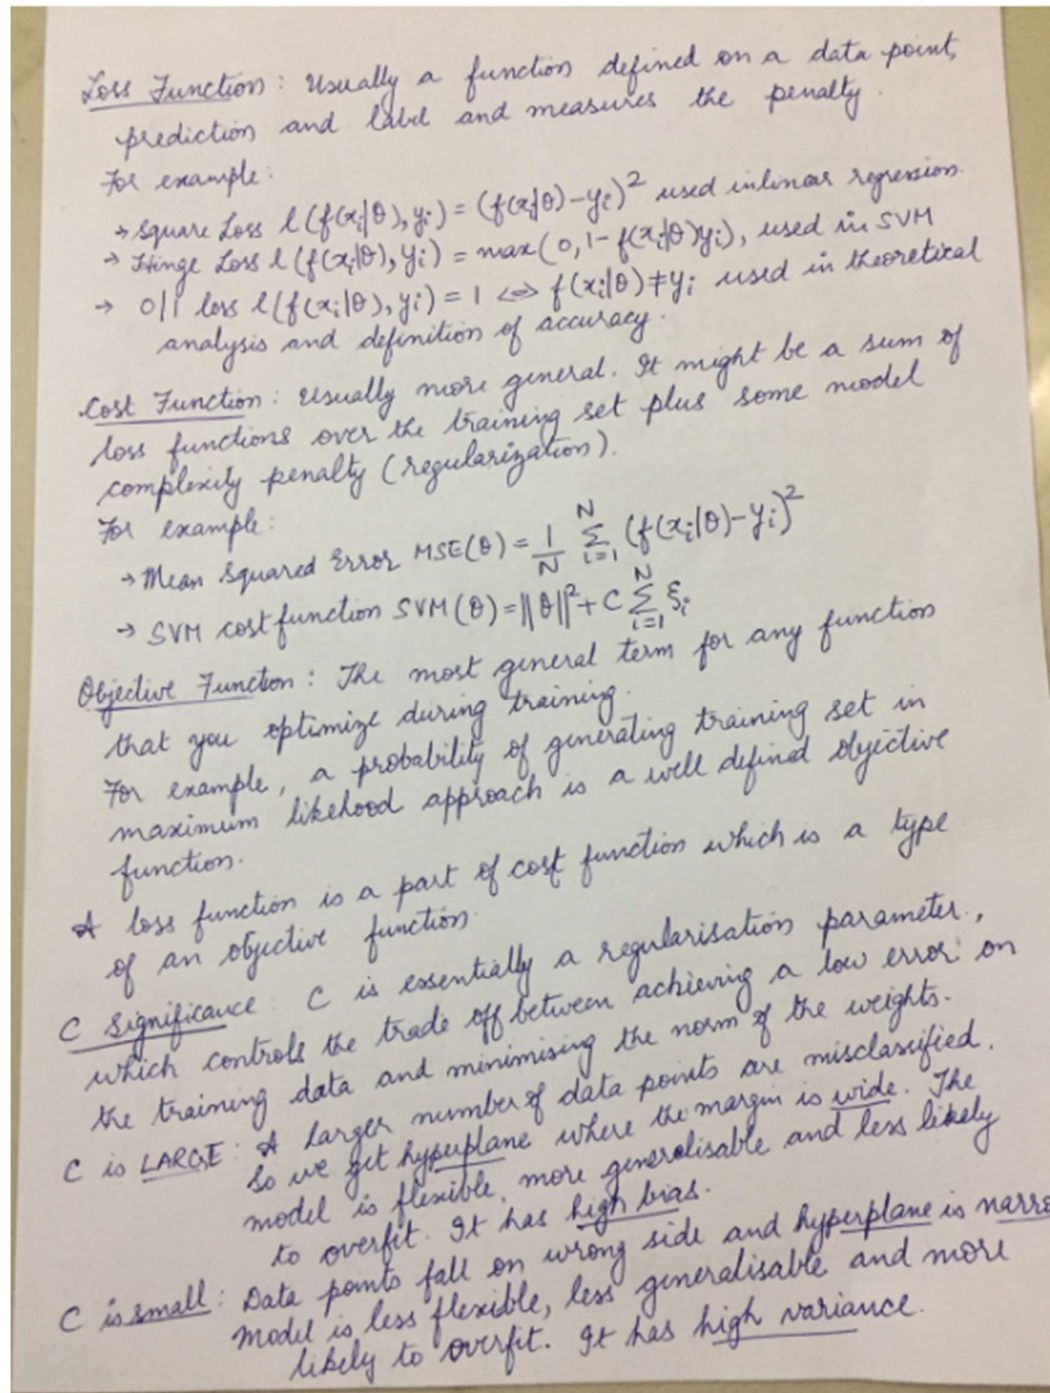 Loss Function : Usually a function defined on a data point,
prediction and label and measures the penalty.
For example:
→ Square Loss l(f(xᵢ|θ), yᵢ) = (f(xᵢ|θ) - yᵢ)² used in linear regression.
→ Hinge Loss l(f(xᵢ|θ), yᵢ) = max(0, 1 - f(xᵢ|θ)yᵢ), used in SVM
→ 0/1 loss l(f(xᵢ|θ), yᵢ) = 1 ⟺ f(xᵢ|θ) ≠ yᵢ used in theoretical
analysis and definition of accuracy.
Cost Function : Usually more general. It might be a sum of
loss functions over the training set plus some model
complexity penalty (regularization).
For example:
→ Mean Squared Error MSE(θ) = 1/N Σᵢ₌₁ᴺ (f(xᵢ|θ) - yᵢ)²
→ SVM cost function SVM(θ) = ||θ||² + C Σᵢ₌₁ᴺ ξᵢ
Objective Function : The most general term for any function
that you optimize during training.
For example, a probability of generating training set in
maximum likehood approach is a well defined objective
function.
A loss function is a part of cost function which is a type
of an objective function.
C Significance : C is essentially a regularisation parameter,
which controls the trade off between achieving a low error on
the training data and minimising the norm of the weights.
C is LARGE : A larger number of data points are misclassified.
So we get hyperplane where the margin is wide. The
model is flexible, more generalisable and less likely
to overfit. It has high bias.
C is small : Data points fall on wrong side and hyperplane is narro
Model is less flexible, less generalisable and more
likely to overfit. It has high variance.